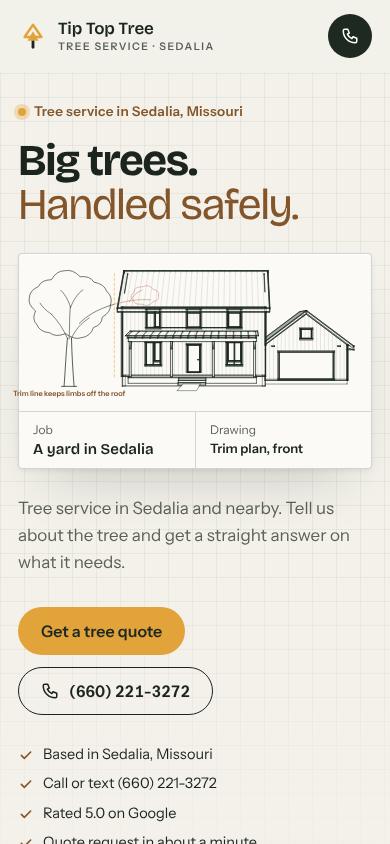 Tip Top Tree
TREE SERVICE · SEDALIA
Tree service in Sedalia, Missouri
Big trees.
Handled safely.
Trim line keeps limbs off the roof
Job
A yard in Sedalia
Drawing
Trim plan, front
Tree service in Sedalia and nearby. Tell us
about the tree and get a straight answer on
what it needs.
Get a tree quote
(660) 221-3272
Based in Sedalia, Missouri
Call or text (660) 221-3272
Rated 5.0 on Google
Quote request in about a minute